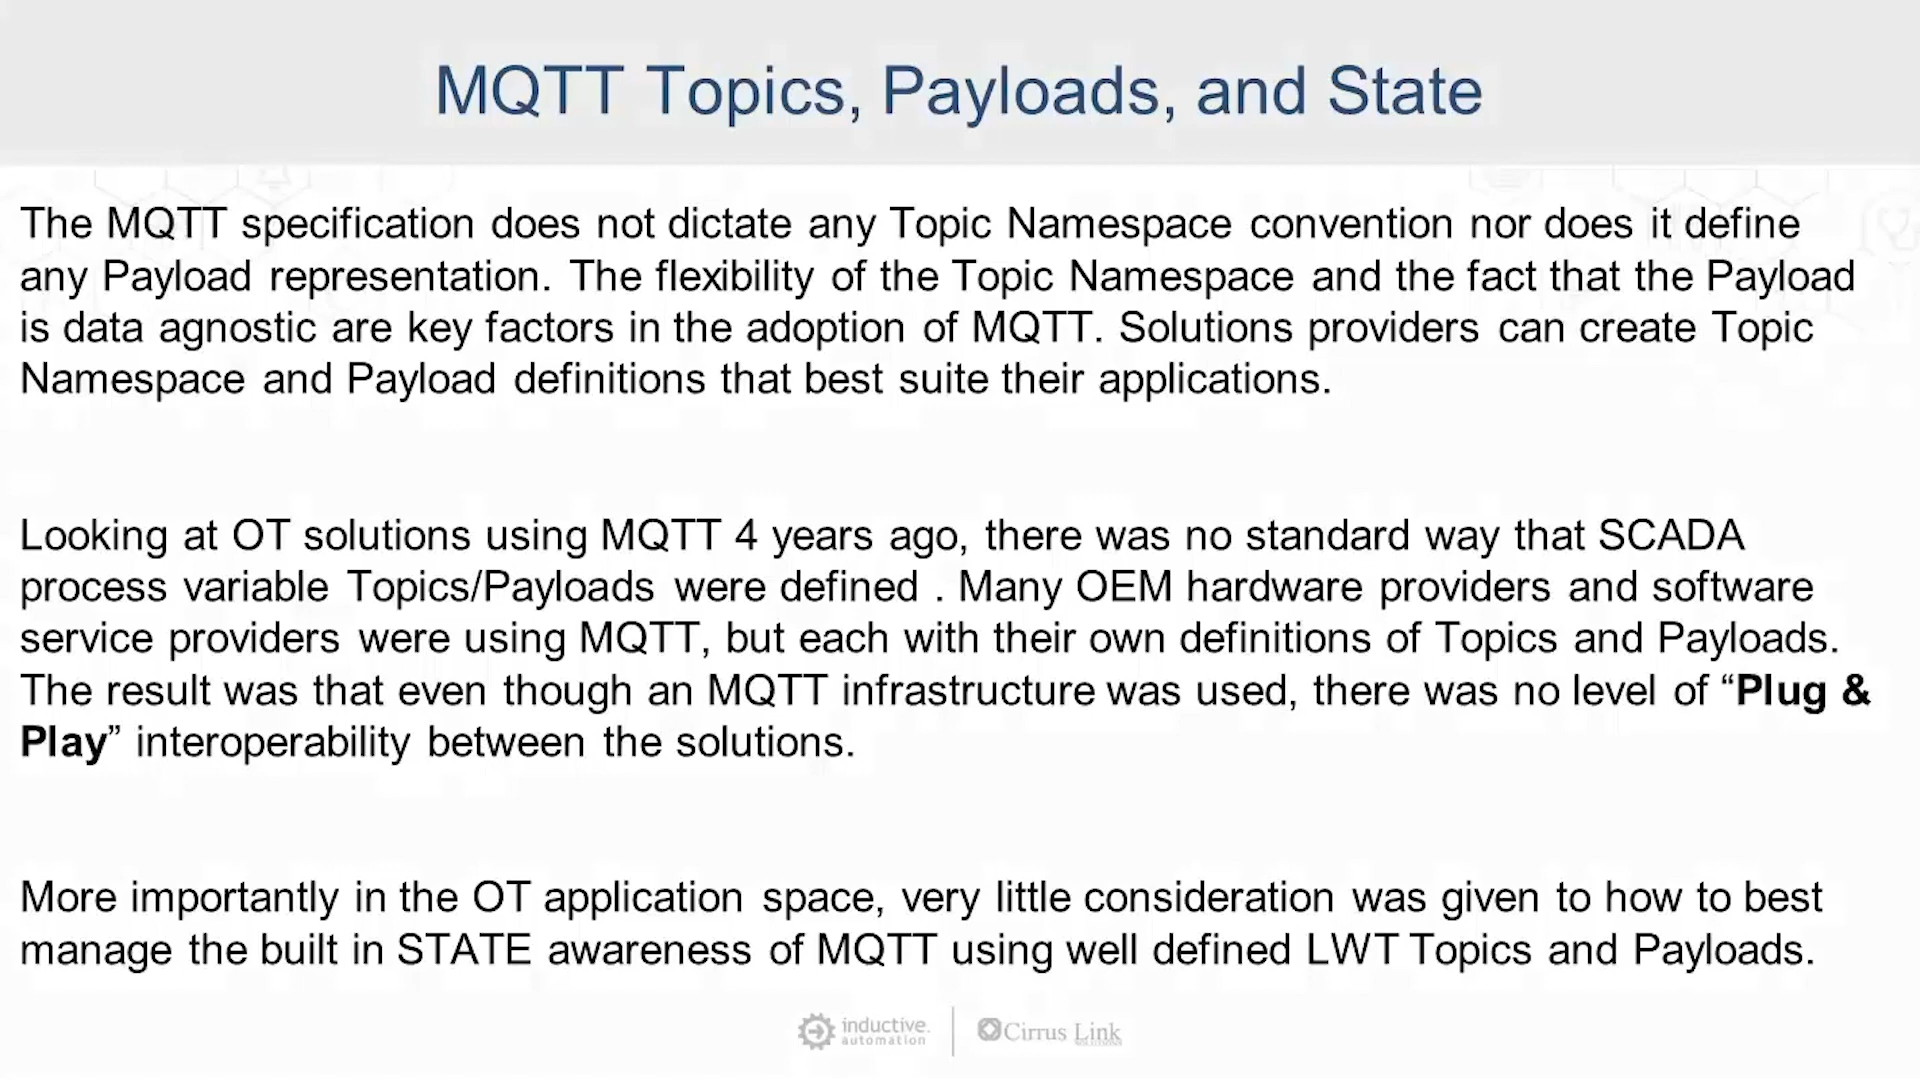 MQTT Topics, Payloads, and State
The MQTT specification does not dictate any Topic Namespace convention nor does it define
any Payload representation. The flexibility of the Topic Namespace and the fact that the Payload
is data agnostic are key factors in the adoption of MQTT. Solutions providers can create Topic
Namespace and Payload definitions that best suite their applications.
Looking at OT solutions using MQTT 4 years ago, there was no standard way that SCADA
process variable Topics/Payloads were defined . Many OEM hardware providers and software
service providers were using MQTT, but each with their own definitions of Topics and Payloads.
The result was that even though an MQTT infrastructure was used, there was no level of “Plug &
Play” interoperability between the solutions.
More importantly in the OT application space, very little consideration was given to how to best
manage the built in STATE awareness of MQTT using well defined LWT Topics and Payloads.
inductive.
automation
Cirrus Link
SOLUTIONS